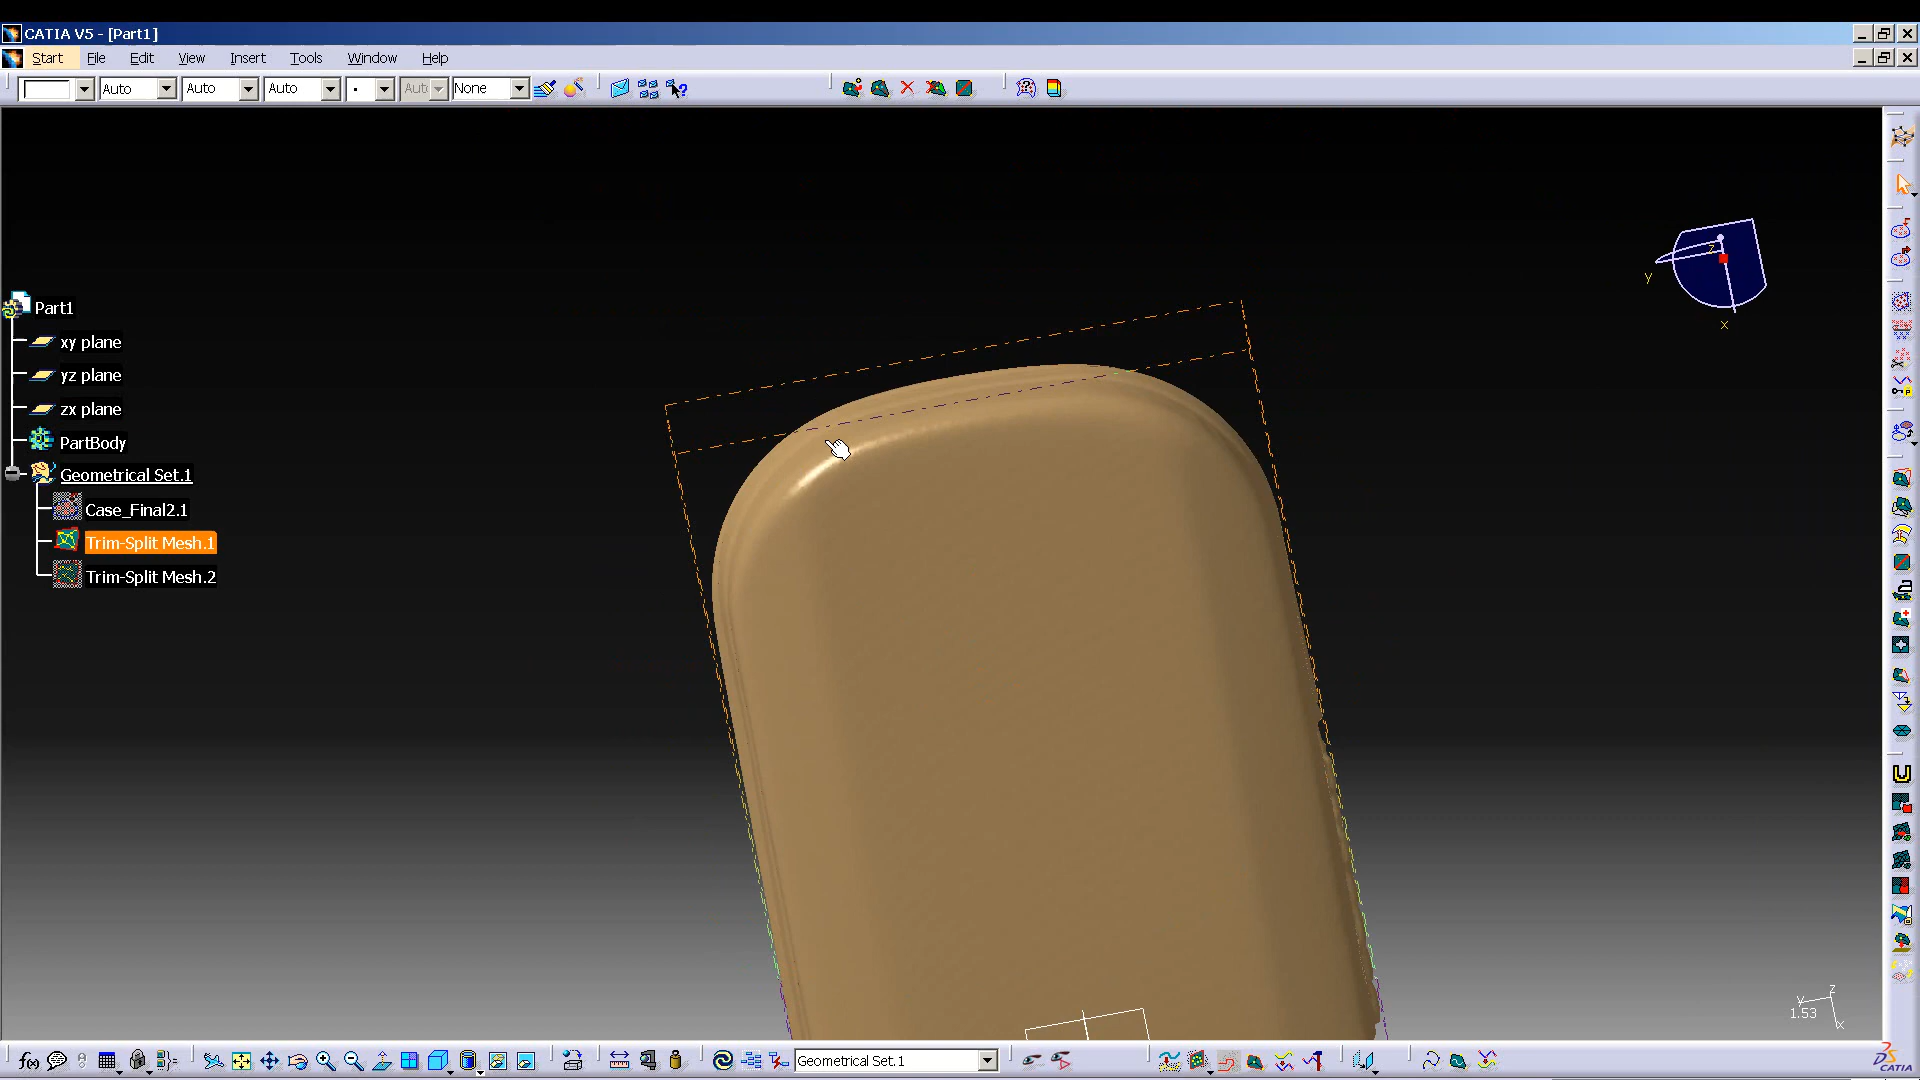 CATIA V5 - [Part1]
Start File Edit View Insert Tools Window Help
Auto Auto Auto Aut None
Part1
xy plane
yz plane
zx plane
PartBody
Geometrical Set.1
Case_Final2.1
Trim-Split Mesh.1
Trim-Split Mesh.2
z
y
x
z
y
1.53
x
f(x) Geometrical Set.1
CATIA